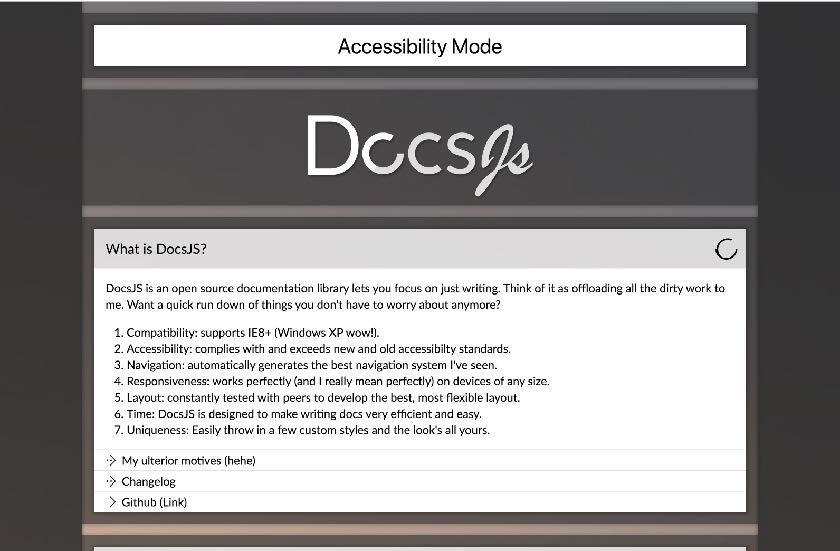 Accessibility Mode
DocsJs
What is DocsJS?
DocsJS is an open source documentation library lets you focus on just writing. Think of it as offloading all the dirty work to
me. Want a quick run down of things you don't have to worry about anymore?
1. Compatibility: supports IE8+ (Windows XP wow!).
2. Accessibility: complies with and exceeds new and old accessibilty standards.
3. Navigation: automatically generates the best navigation system I've seen.
4. Responsiveness: works perfectly (and I really mean perfectly) on devices of any size.
5. Layout: constantly tested with peers to develop the best, most flexible layout.
6. Time: DocsJS is designed to make writing docs very efficient and easy.
7. Uniqueness: Easily throw in a few custom styles and the look's all yours.
My ulterior motives (hehe)
Changelog
Github (Link)